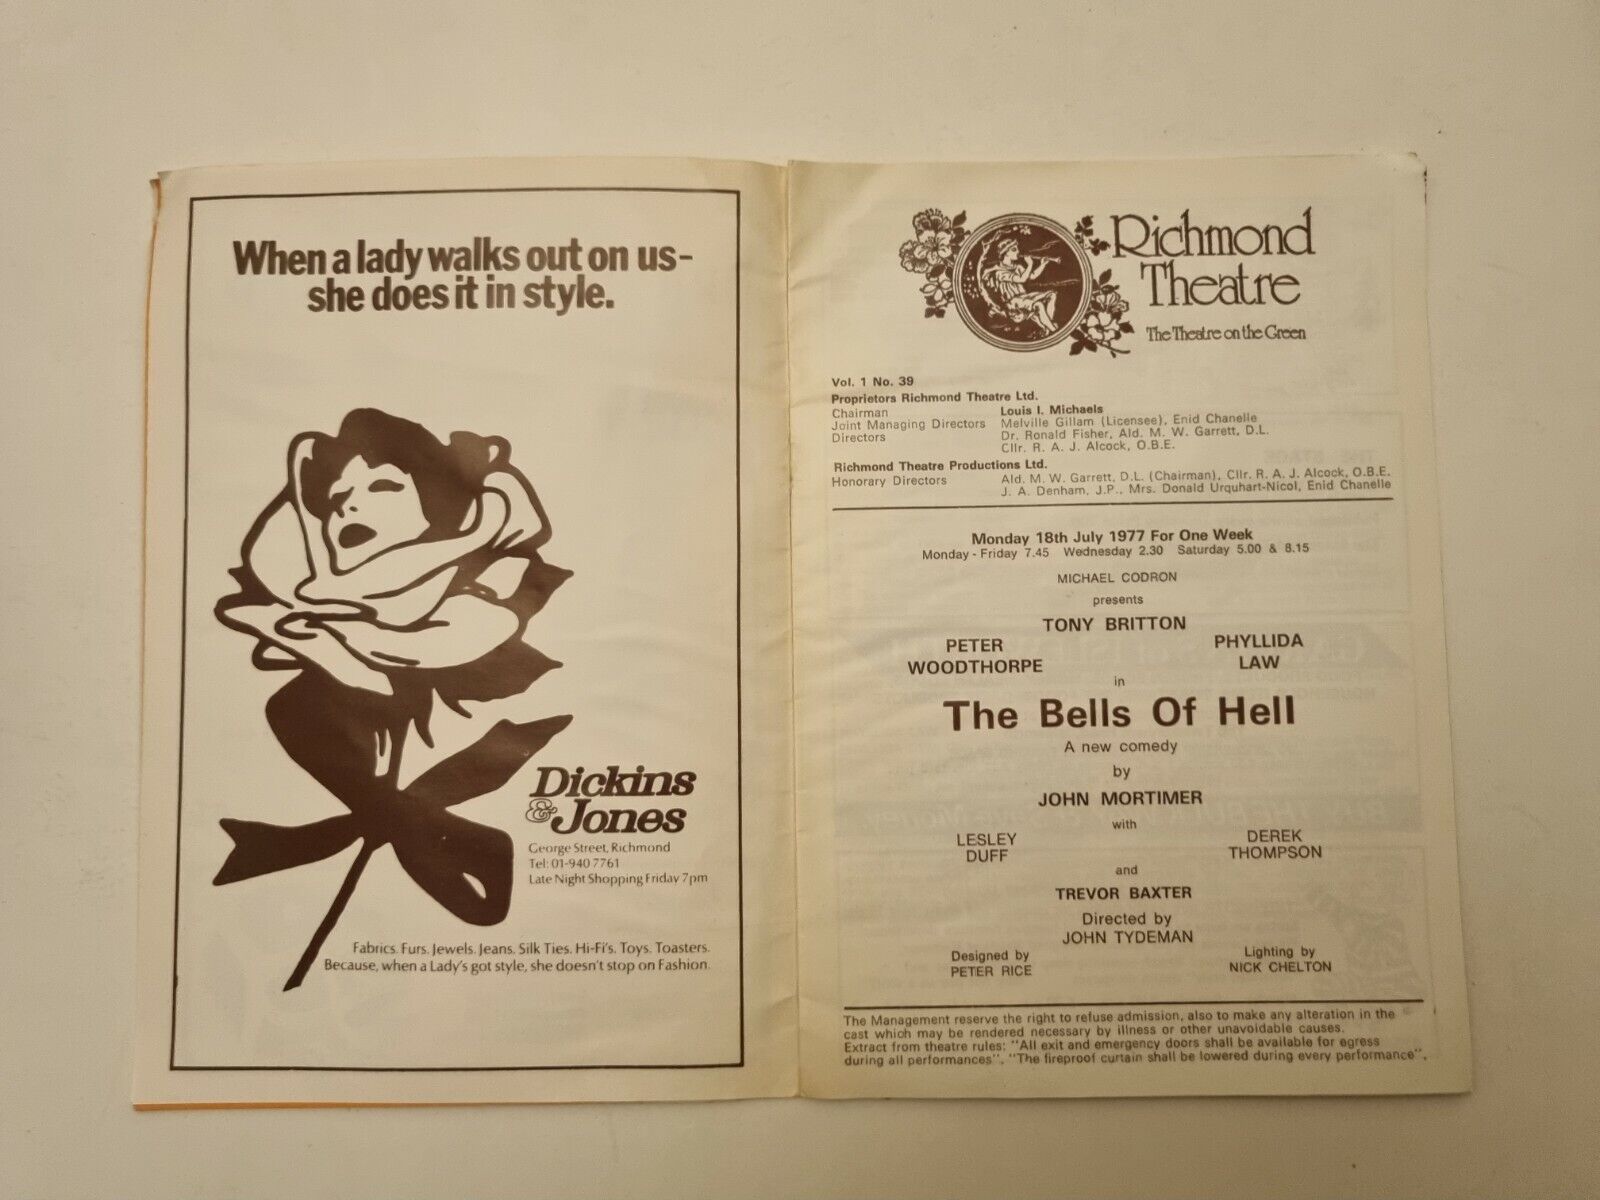 When a lady walks out on us-
she does it in style.
Dickins
& Jones
George Street, Richmond
Tel: 01-940 7761
Late Night Shopping Friday 7pm
Fabrics. Furs. Jewels. Jeans. Silk Ties. Hi-Fi's. Toys. Toasters.
Because, when a Lady's got style, she doesn't stop on Fashion.
Richmond
Theatre
The Theatre on the Green
Vol. 1 No. 39
Proprietors Richmond Theatre Ltd.
Chairman Louis I. Michaels
Joint Managing Directors Melville Gillam (Licensee), Enid Chanelle
Directors Dr. Ronald Fisher, Ald. M. W. Garrett, D.L.
Cllr. R. A. J. Alcock, O.B.E.
Richmond Theatre Productions Ltd.
Honorary Directors Ald. M. W. Garrett, D.L. (Chairman), Cllr. R. A. J. Alcock, O.B.E.
J. A. Denham, J.P., Mrs. Donald Urquhart-Nicol, Enid Chanelle
Monday 18th July 1977 For One Week
Monday - Friday 7.45 Wednesday 2.30 Saturday 5.00 & 8.15
MICHAEL CODRON
presents
TONY BRITTON
PETER PHYLLIDA
WOODTHORPE LAW
in
The Bells Of Hell
A new comedy
by
JOHN MORTIMER
with
LESLEY DEREK
DUFF THOMPSON
and
TREVOR BAXTER
Directed by
JOHN TYDEMAN
Designed by Lighting by
PETER RICE NICK CHELTON
The Management reserve the right to refuse admission, also to make any alteration in the
cast which may be rendered necessary by illness or other unavoidable causes.
Extract from theatre rules: "All exit and emergency doors shall be available for egress
during all performances". "The fireproof curtain shall be lowered during every performance".